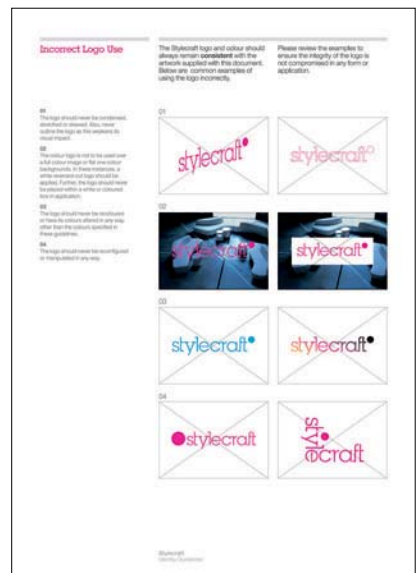 Incorrect Logo Use
The Stylecraft logo and colour should
always remain consistent with the
artwork supplied with this document.
Below are common examples of
using the logo incorrectly.
Please review the examples to
ensure the integrity of the logo is
not compromised in any form or
application.
01
The logo should never be condensed,
stretched or skewed. Also, never
outline the logo as this weakens its
visual impact.
02
The colour logo is not to be used over
a full colour image or flat one colour
backgrounds. In these instances, a
white reversed out logo should be
applied. Further, the logo should never
be placed within a white or coloured
box in application.
03
The logo should never be recoloured
or have its colours altered in any way
other than the colours specified in
these guidelines.
04
The logo should never be reconfigured
or manipulated in any way.
01
stylecraft
stylecraft
02
stylecraft
stylecraft
03
stylecraft
stylecraft
04
stylecraft
stylecraft
Stylecraft
Identity Guidelines